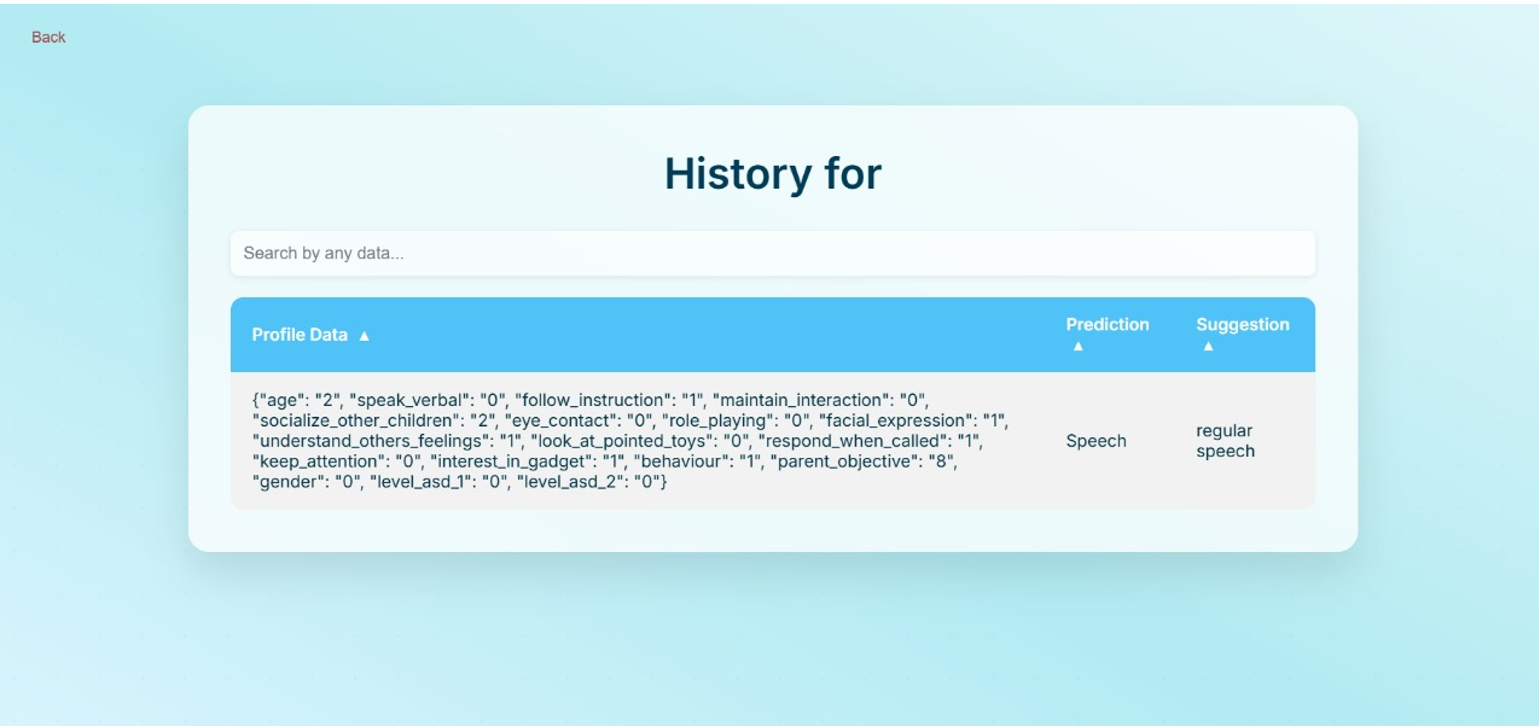 Back
History for
Search by any data...
Profile Data ▲
Prediction
▲
Suggestion
▲
{"age": "2", "speak_verbal": "0", "follow_instruction": "1", "maintain_interaction": "0",
"socialize_other_children": "2", "eye_contact": "0", "role_playing": "0", "facial_expression": "1",
"understand_others_feelings": "1", "look_at_pointed_toys": "0", "respond_when_called": "1",
"keep_attention": "0", "interest_in_gadget": "1", "behaviour": "1", "parent_objective": "8",
"gender": "0", "level_asd_1": "0", "level_asd_2": "0"}
Speech
regular
speech